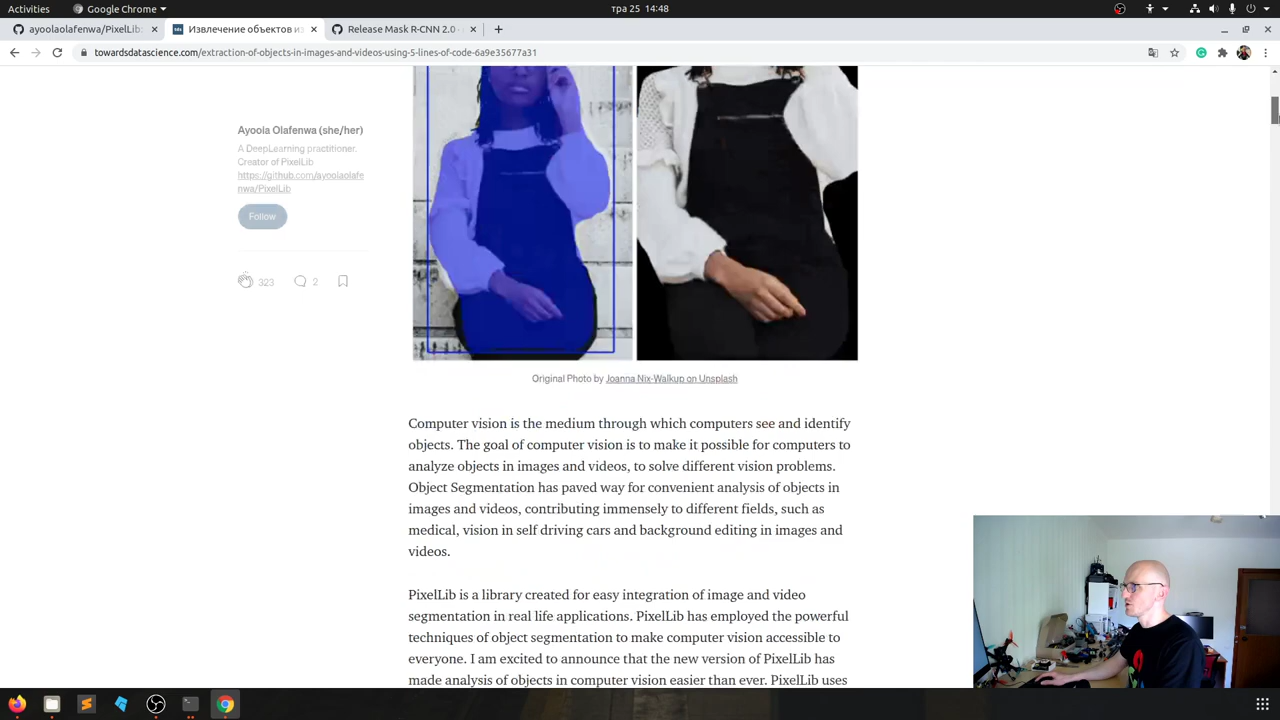 Activities
Google Chrome
тра 25 14:48
ayoolaolafenwa/PixelLib:
Извлечение объектов из
Release Mask R-CNN 2.0
towardsdatascience.com/extraction-of-objects-in-images-and-videos-using-5-lines-of-code-6a9e35677a31
Ayoola Olafenwa (she/her)
A DeepLearning practitioner.
Creator of PixelLib
https://github.com/ayoolaolafe
nwa/PixelLib
Follow
323
2
Original Photo by Joanna Nix-Walkup on Unsplash
Computer vision is the medium through which computers see and identify
objects. The goal of computer vision is to make it possible for computers to
analyze objects in images and videos, to solve different vision problems.
Object Segmentation has paved way for convenient analysis of objects in
images and videos, contributing immensely to different fields, such as
medical, vision in self driving cars and background editing in images and
videos.
PixelLib is a library created for easy integration of image and video
segmentation in real life applications. PixelLib has employed the powerful
techniques of object segmentation to make computer vision accessible to
everyone. I am excited to announce that the new version of PixelLib has
made analysis of objects in computer vision easier than ever. PixelLib uses